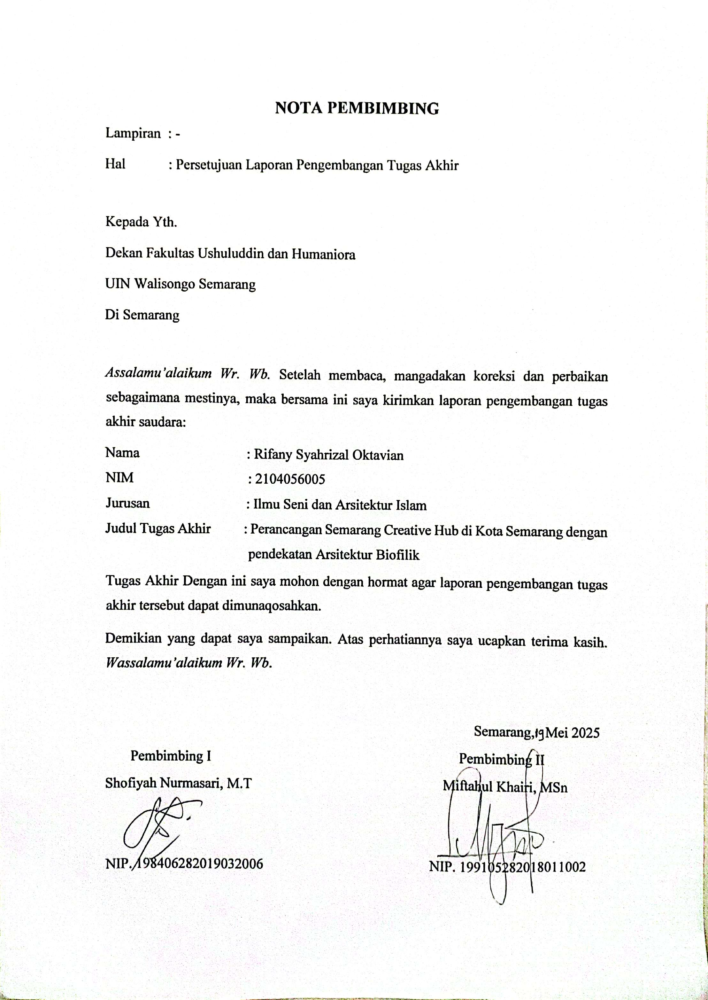 NOTA PEMBIMBING
Lampiran : -
Hal : Persetujuan Laporan Pengembangan Tugas Akhir
Kepada Yth.
Dekan Fakultas Ushuluddin dan Humaniora
UIN Walisongo Semarang
Di Semarang
Assalamu’alaikum Wr. Wb. Setelah membaca, mangadakan koreksi dan perbaikan
sebagaimana mestinya, maka bersama ini saya kirimkan laporan pengembangan tugas
akhir saudara:
Nama : Rifany Syahrizal Oktavian
NIM : 2104056005
Jurusan : Ilmu Seni dan Arsitektur Islam
Judul Tugas Akhir : Perancangan Semarang Creative Hub di Kota Semarang dengan
pendekatan Arsitektur Biofilik
Tugas Akhir Dengan ini saya mohon dengan hormat agar laporan pengembangan tugas
akhir tersebut dapat dimunaqosahkan.
Demikian yang dapat saya sampaikan. Atas perhatiannya saya ucapkan terima kasih.
Wassalamu’alaikum Wr. Wb.
Semarang, 19 Mei 2025
Pembimbing I
Shofiyah Nurmasari, M.T
NIP. 198406282019032006
Pembimbing II
Miftahul Khairi, MSn
NIP. 199105282018011002